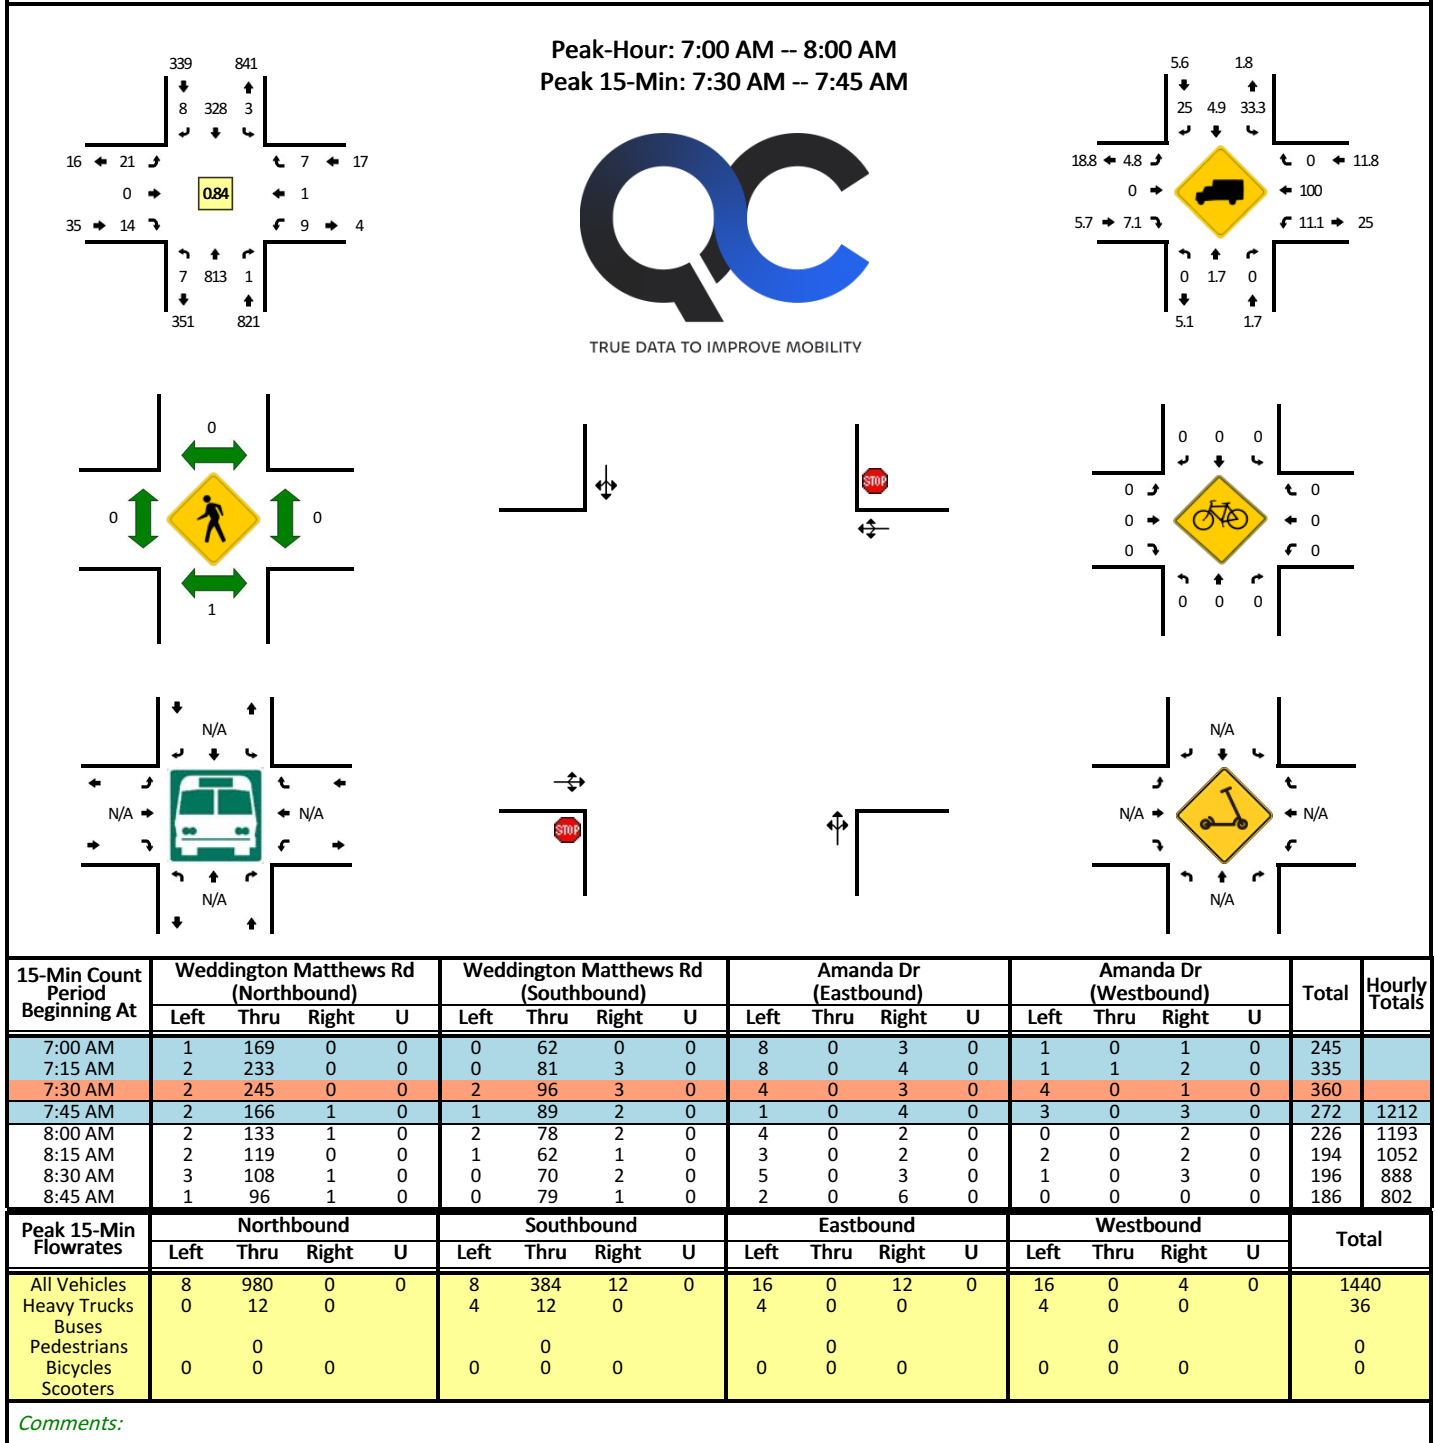 Peak-Hour: 7:00 AM -- 8:00 AM
Peak 15-Min: 7:30 AM -- 7:45 AM
339 841
8 328 3
16 21 7 17
0 0.84 1
35 14 9 4
7 813 1
351 821
QC
TRUE DATA TO IMPROVE MOBILITY
5.6 1.8
25 4.9 33.3
18.8 4.8 0 11.8
0 100
5.7 7.1 11.1 25
0 1.7 0
5.1 1.7
0
0 0
1
STOP
0 0 0
0 0
0 0
0 0
0 0 0
N/A
N/A N/A
N/A
STOP
N/A
N/A N/A
N/A
15-Min Count Period Beginning At Weddington Matthews Rd (Northbound) Weddington Matthews Rd (Southbound) Amanda Dr (Eastbound) Amanda Dr (Westbound) Total Hourly Totals
Left Thru Right U Left Thru Right U Left Thru Right U Left Thru Right U
7:00 AM 1 169 0 0 0 62 0 0 8 0 3 0 1 0 1 0 245
7:15 AM 2 233 0 0 0 81 3 0 8 0 4 0 1 1 2 0 335
7:30 AM 2 245 0 0 2 96 3 0 4 0 3 0 4 0 1 0 360
7:45 AM 2 166 1 0 1 89 2 0 1 0 4 0 3 0 3 0 272 1212
8:00 AM 2 133 1 0 2 78 2 0 4 0 2 0 0 0 2 0 226 1193
8:15 AM 2 119 0 0 1 62 1 0 3 0 2 0 2 0 2 0 194 1052
8:30 AM 3 108 1 0 0 70 2 0 5 0 3 0 1 0 3 0 196 888
8:45 AM 1 96 1 0 0 79 1 0 2 0 6 0 0 0 0 0 186 802
Peak 15-Min Flowrates Northbound Southbound Eastbound Westbound Total
Left Thru Right U Left Thru Right U Left Thru Right U Left Thru Right U
All Vehicles 8 980 0 0 8 384 12 0 16 0 12 0 16 0 4 0 1440
Heavy Trucks 0 12 0 4 12 0 4 0 0 4 0 0 36
Buses
Pedestrians 0 0 0 0 0
Bicycles 0 0 0 0 0 0 0 0 0 0 0 0 0
Scooters
Comments: